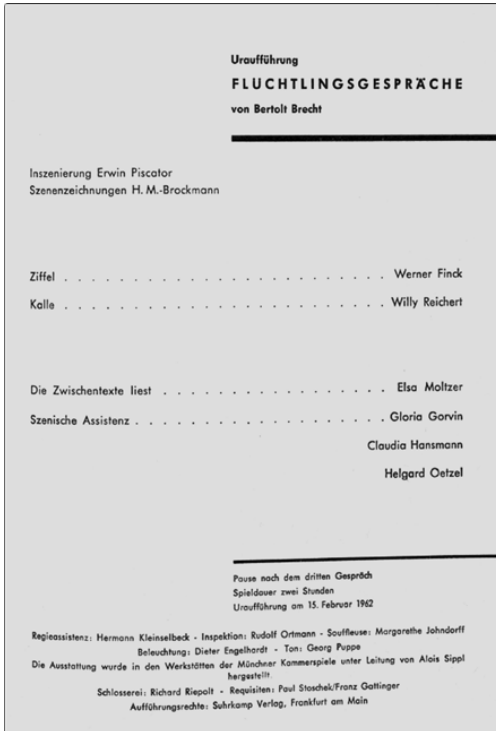 Uraufführung
FLÜCHTLINGSGESPRÄCHE
von Bertolt Brecht
Inszenierung Erwin Piscator
Szenenzeichnungen H. M.-Brockmann
Ziffel . . . . . . . . . . . . . . . . . . . . . . . . Werner Finck
Kalle . . . . . . . . . . . . . . . . . . . . . . . . Willy Reichert
Die Zwischentexte liest . . . . . . . . . . . . . . . . . Elsa Moltzer
Szenische Assistenz . . . . . . . . . . . . . . . . . . Gloria Gorvin
Claudia Hansmann
Helgard Oetzel
Pause nach dem dritten Gespräch
Spieldauer zwei Stunden
Uraufführung am 15. Februar 1962
Regieassistenz: Hermann Kleinselbeck - Inspektion: Rudolf Ortmann - Souffleuse: Margarethe Johndorff
Beleuchtung: Dieter Engelhardt - Ton: Georg Puppe
Die Ausstattung wurde in den Werkstätten der Münchner Kammerspiele unter Leitung von Alois Sippl
hergestellt.
Schlosserei: Richard Riepolt - Requisiten: Paul Stoschek/Franz Gattinger
Aufführungsrechte: Suhrkamp Verlag, Frankfurt am Main